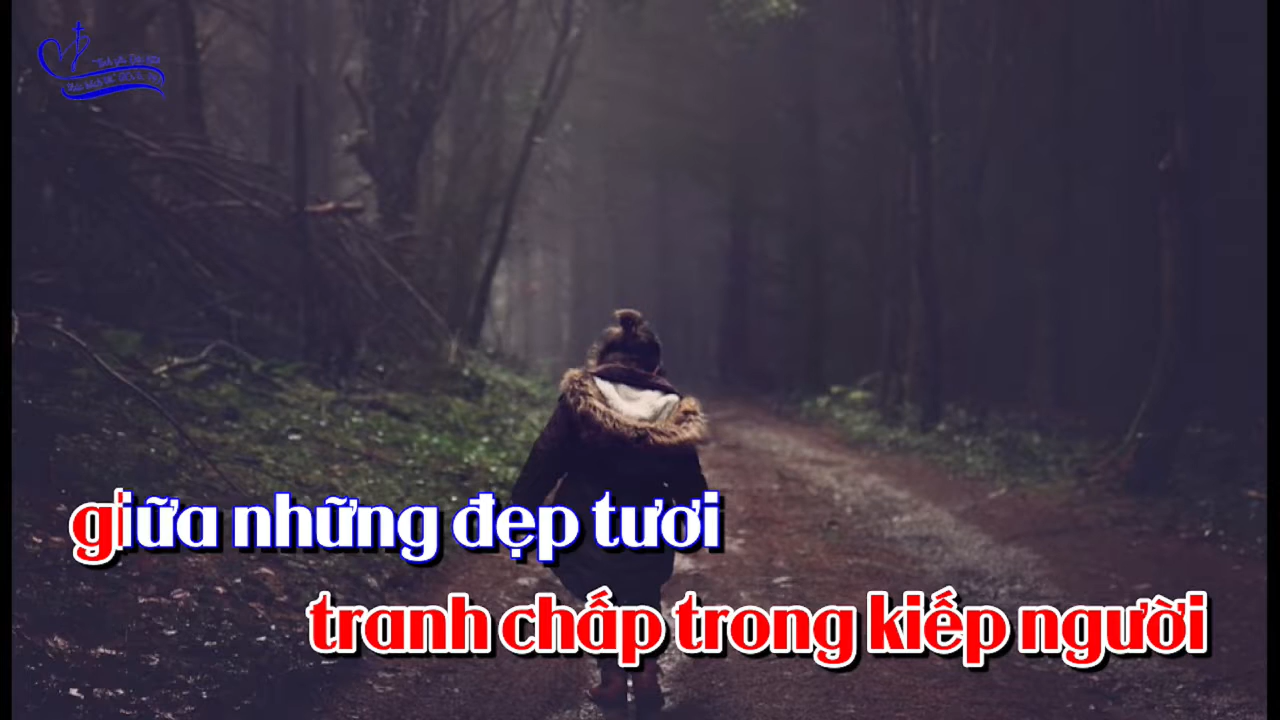 giữa những đẹp tươi
tranh chấp trong kiếp người